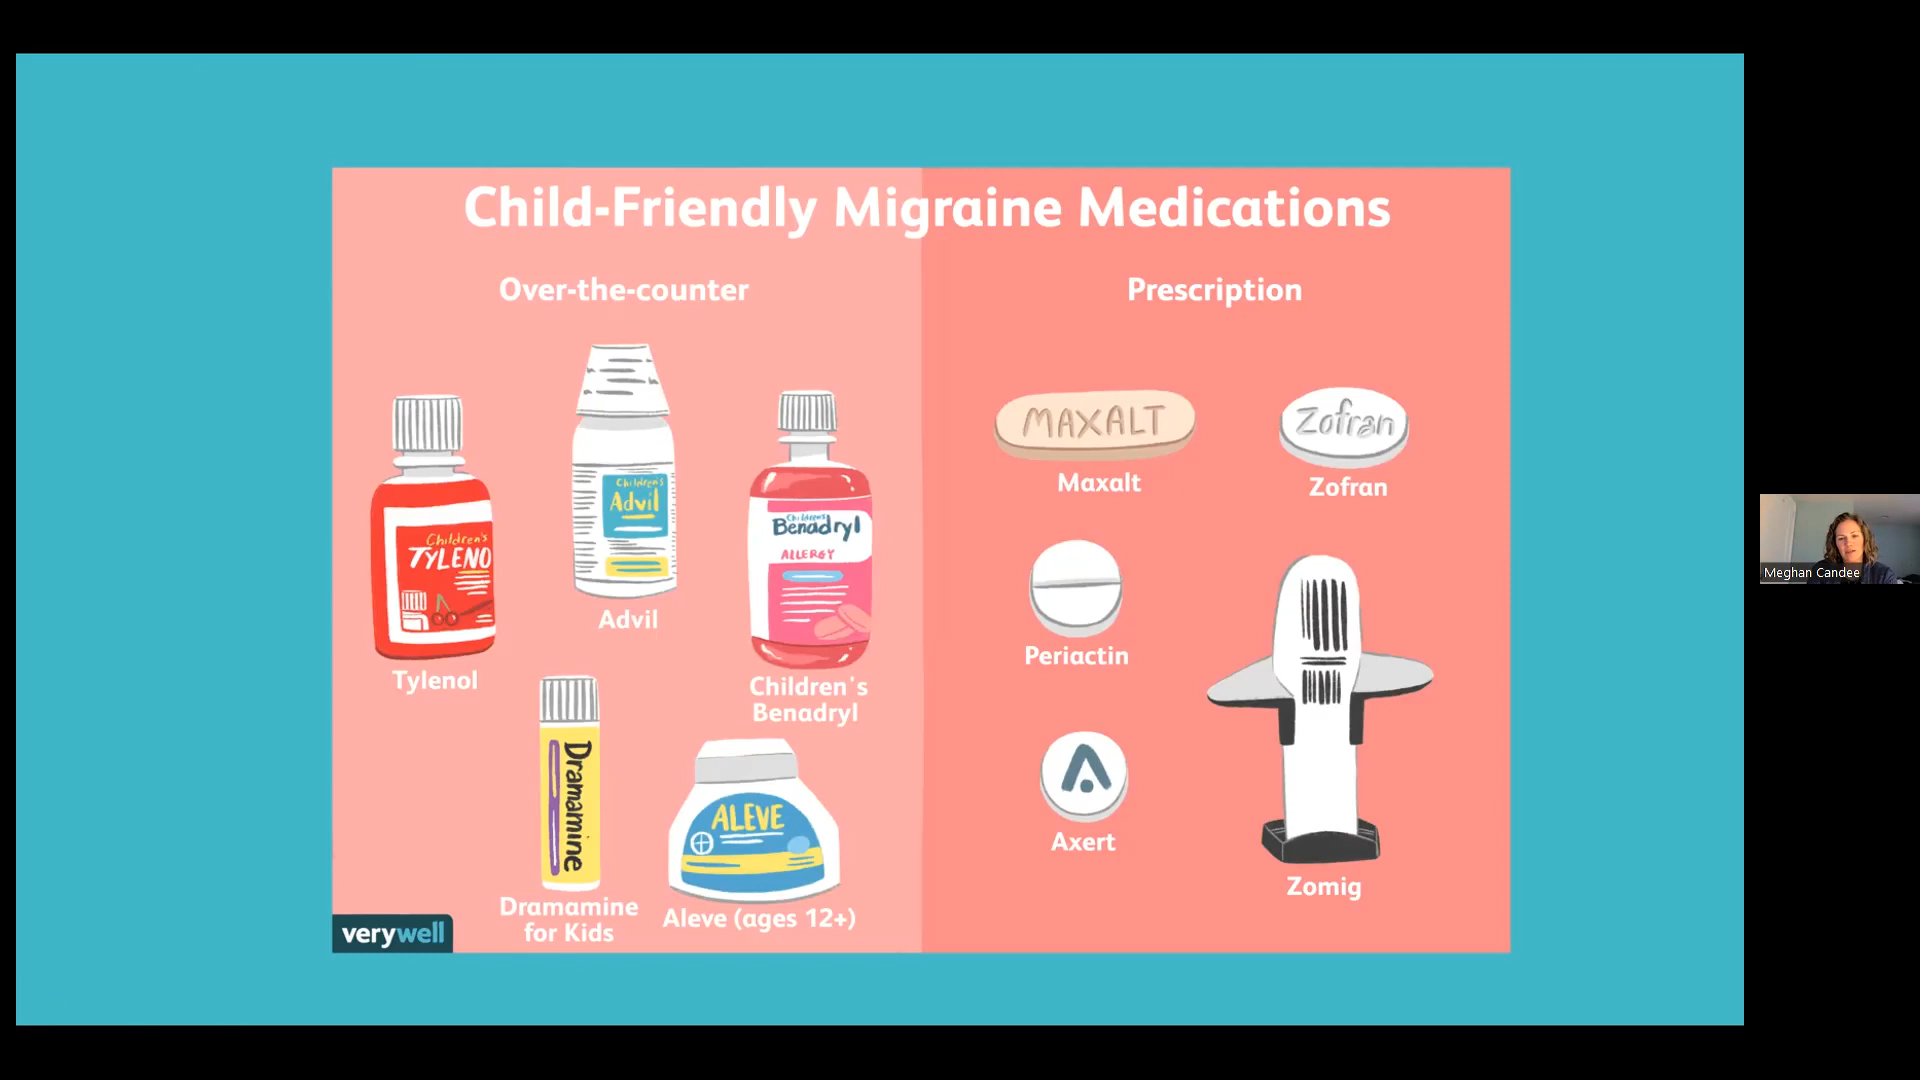 Child-Friendly Migraine Medications
Over-the-counter
Prescription
Children's
TYLENO
Tylenol
Children's
Advil
Advil
Children's
Benadryl
ALLERGY
Children's
Benadryl
Dramamine
Dramamine
for Kids
ALEVE
Aleve (ages 12+)
MAXALT
Maxalt
Zofran
Zofran
Periactin
Axert
Zomig
verywell
Meghan Candee